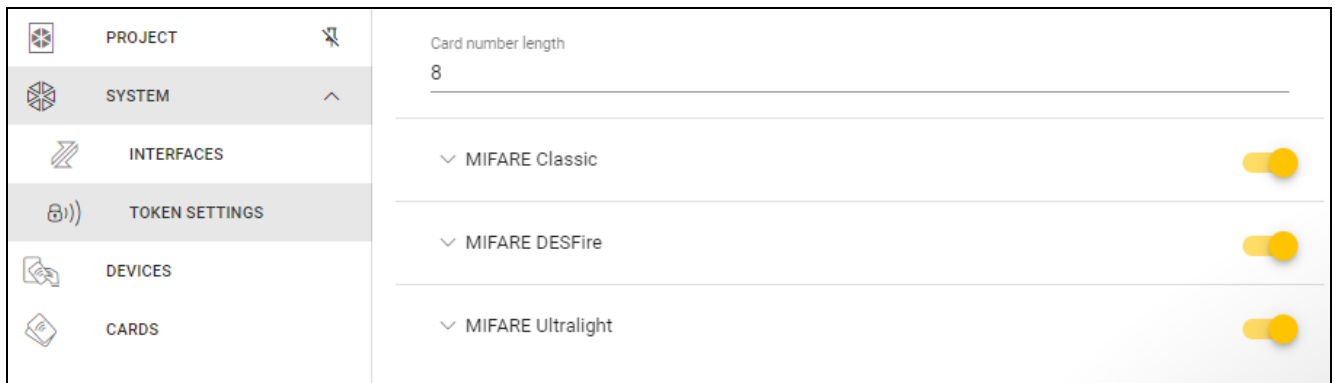 PROJECT
SYSTEM
INTERFACES
TOKEN SETTINGS
DEVICES
CARDS
Card number length
8
MIFARE Classic
MIFARE DESFire
MIFARE Ultralight